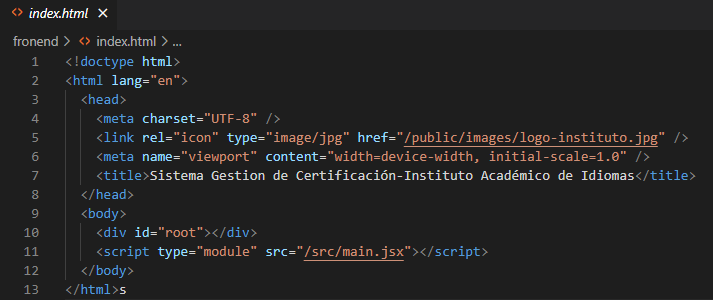 index.html ×
fronend > index.html > ...
1 <!doctype html>
2 <html lang="en">
3 <head>
4 <meta charset="UTF-8" />
5 <link rel="icon" type="image/jpg" href="/public/images/logo-instituto.jpg" />
6 <meta name="viewport" content="width=device-width, initial-scale=1.0" />
7 <title>Sistema Gestion de Certificación-Instituto Académico de Idiomas</title>
8 </head>
9 <body>
10 <div id="root"></div>
11 <script type="module" src="/src/main.jsx"></script>
12 </body>
13 </html>s